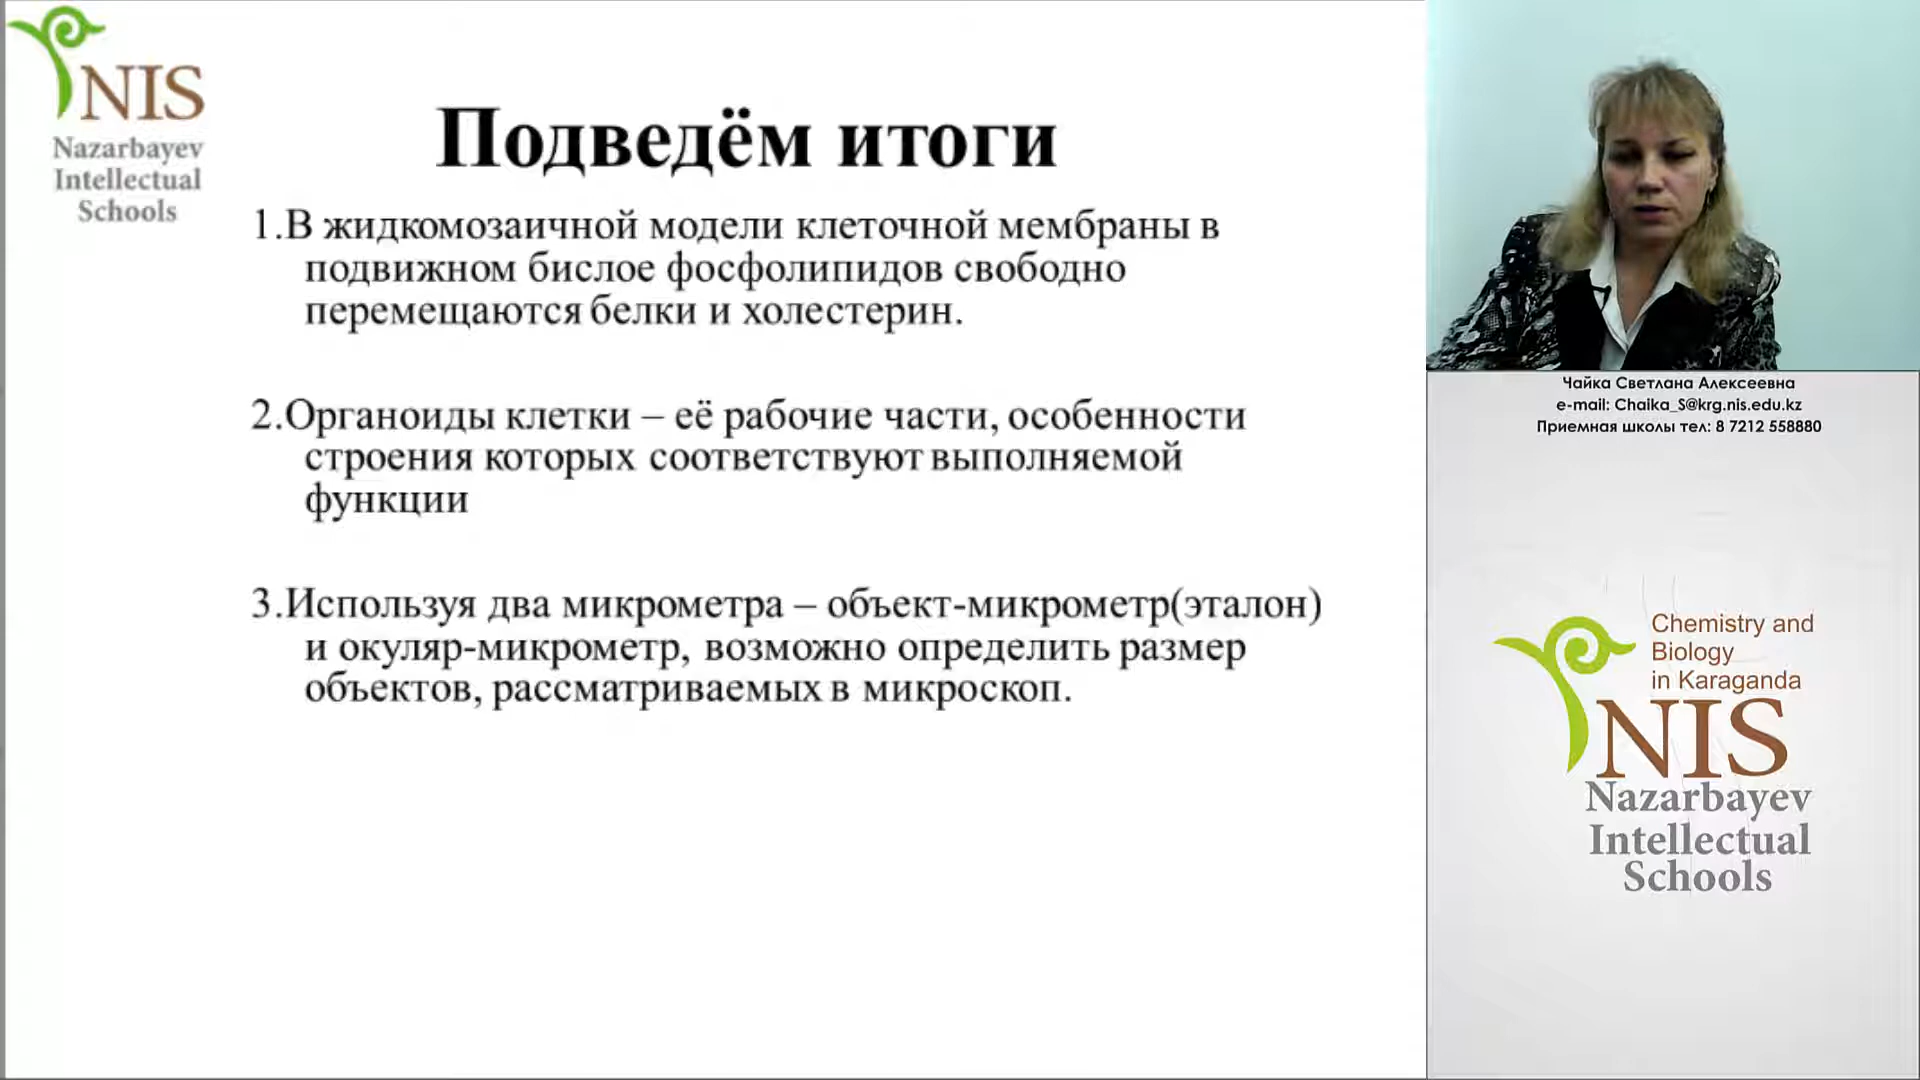 NIS
Nazarbayev
Intellectual
Schools
Подведём итоги
1.В жидкомозаичной модели клеточной мембраны в
подвижном бислое фосфолипидов свободно
перемещаются белки и холестерин.
2.Органоиды клетки – её рабочие части, особенности
строения которых соответствуют выполняемой
функции
3.Используя два микрометра – объект-микрометр(эталон)
и окуляр-микрометр, возможно определить размер
объектов, рассматриваемых в микроскоп.
Чайка Светлана Алексеевна
e-mail: Chaika_S@krg.nis.edu.kz
Приемная школы тел: 8 7212 558880
Chemistry and
Biology
in Karaganda
NIS
Nazarbayev
Intellectual
Schools